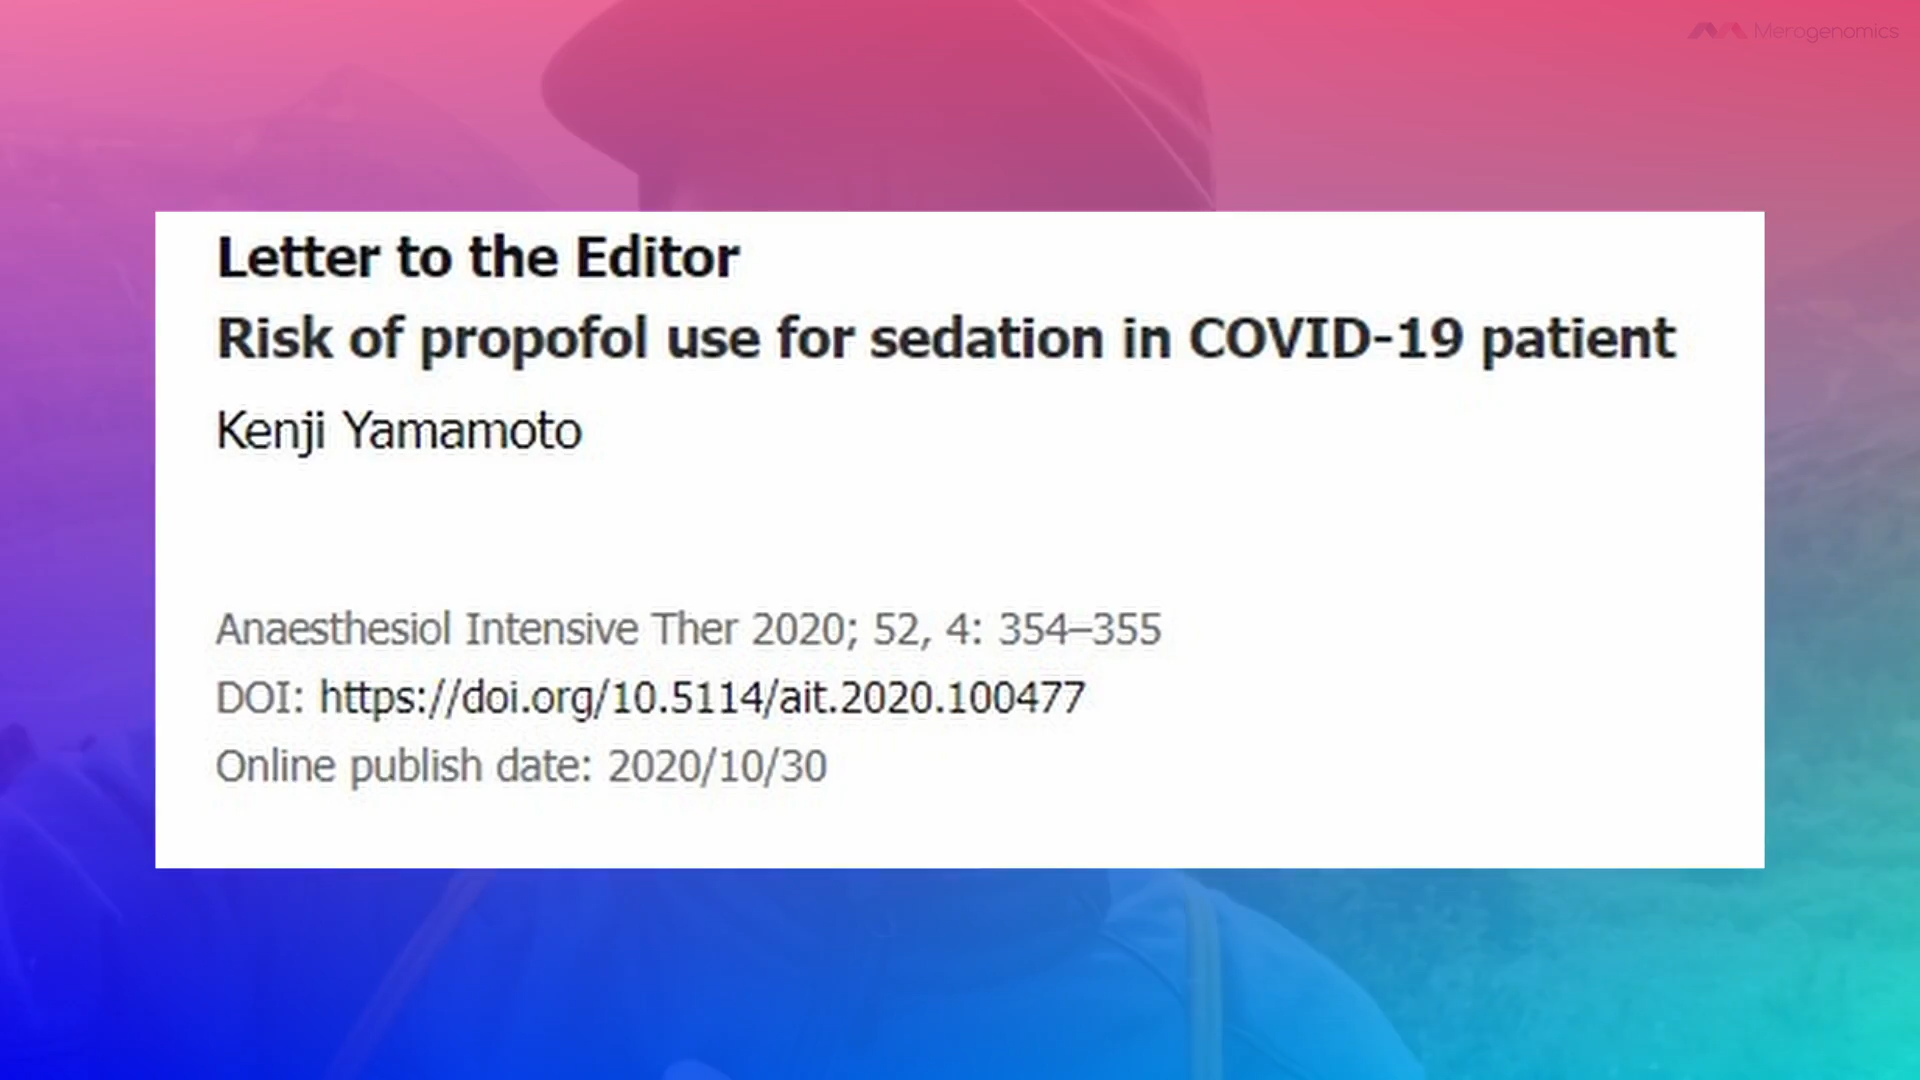 Merogenomics
Letter to the Editor
Risk of propofol use for sedation in COVID-19 patient
Kenji Yamamoto
Anaesthesiol Intensive Ther 2020; 52, 4: 354–355
DOI: https://doi.org/10.5114/ait.2020.100477
Online publish date: 2020/10/30